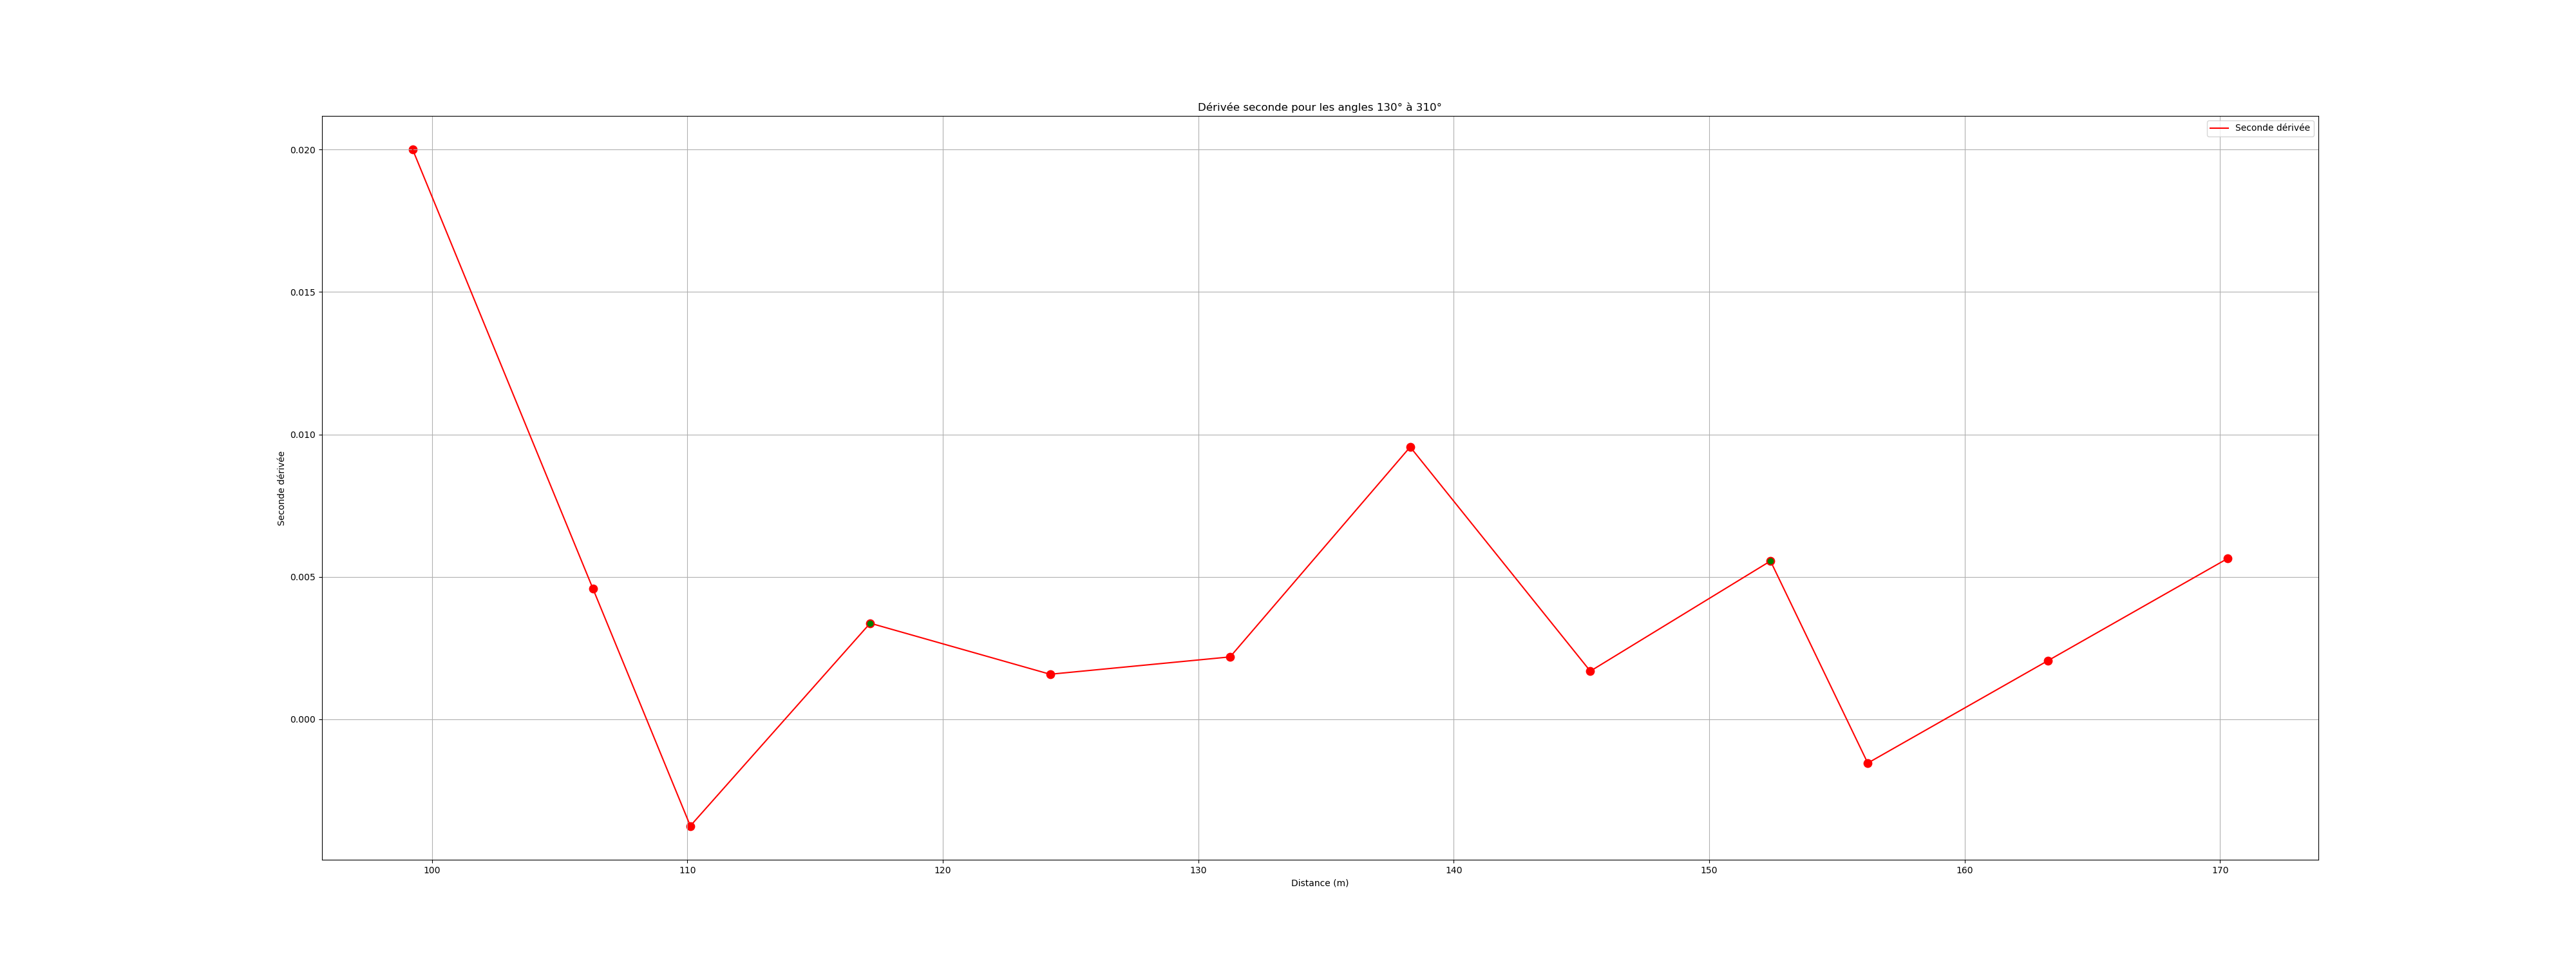 Dérivée seconde pour les angles 130° à 310°
Seconde dérivée
0.020
0.015
0.010
0.005
0.000
Seconde dérivée
100 110 120 130 140 150 160 170
Distance (m)